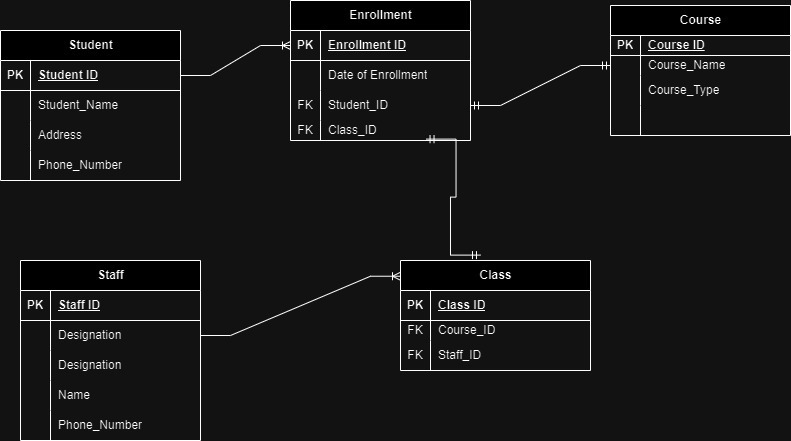 Student
PK Student ID
Student_Name
Address
Phone_Number
Enrollment
PK Enrollment ID
Date of Enrollment
FK Student_ID
FK Class_ID
Course
PK Course ID
Course_Name
Course_Type
Staff
PK Staff ID
Designation
Designation
Name
Phone_Number
Class
PK Class ID
FK Course_ID
FK Staff_ID